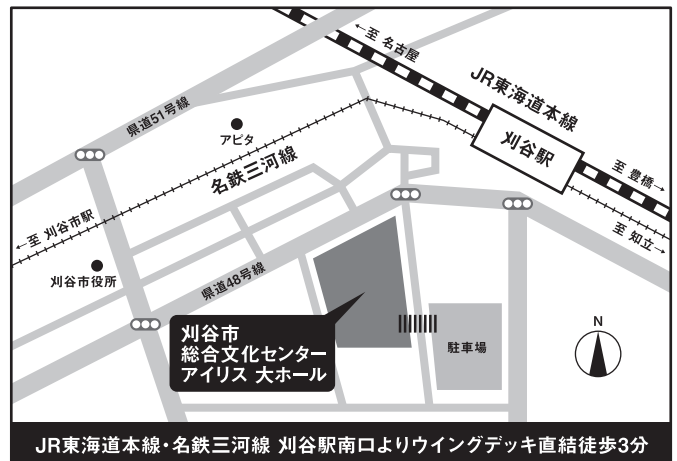 ←至 名古屋
JR東海道本線
県道51号線
アピタ
刈谷駅
名鉄三河線
至 豊橋→
←至 刈谷市駅
至 知立→
刈谷市役所
県道48号線
N
刈谷市
総合文化センター
アイリス 大ホール
駐車場
JR東海道本線・名鉄三河線 刈谷駅南口よりウイングデッキ直結徒歩3分